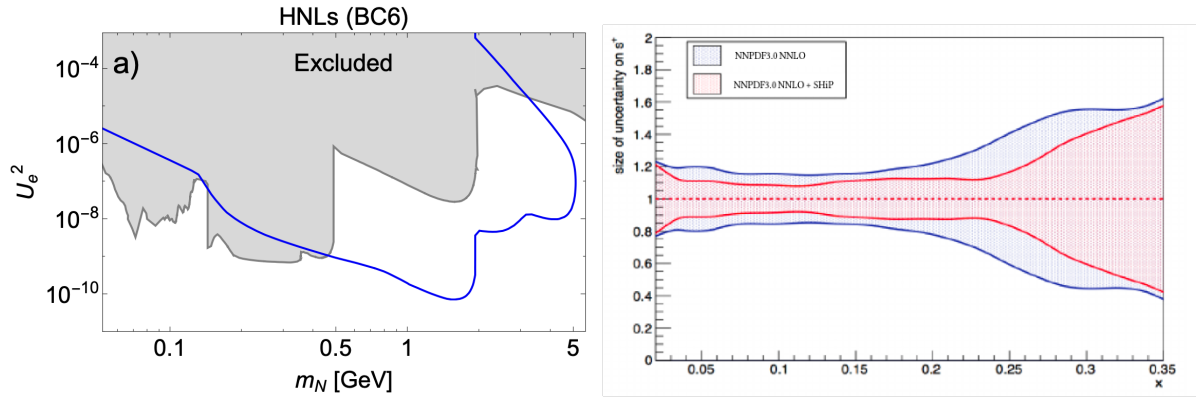 HNLs (BC6)
a)
Excluded
10⁻⁴
10⁻⁶
10⁻⁸
10⁻¹⁰
Uₑ²
0.1 0.5 1 5
m_N [GeV]
size of uncertainty on s⁺
NNPDF3.0 NNLO
NNPDF3.0 NNLO + SHiP
2
1.8
1.6
1.4
1.2
1
0.8
0.6
0.4
0.2
0
0.05 0.1 0.15 0.2 0.25 0.3 0.35
x